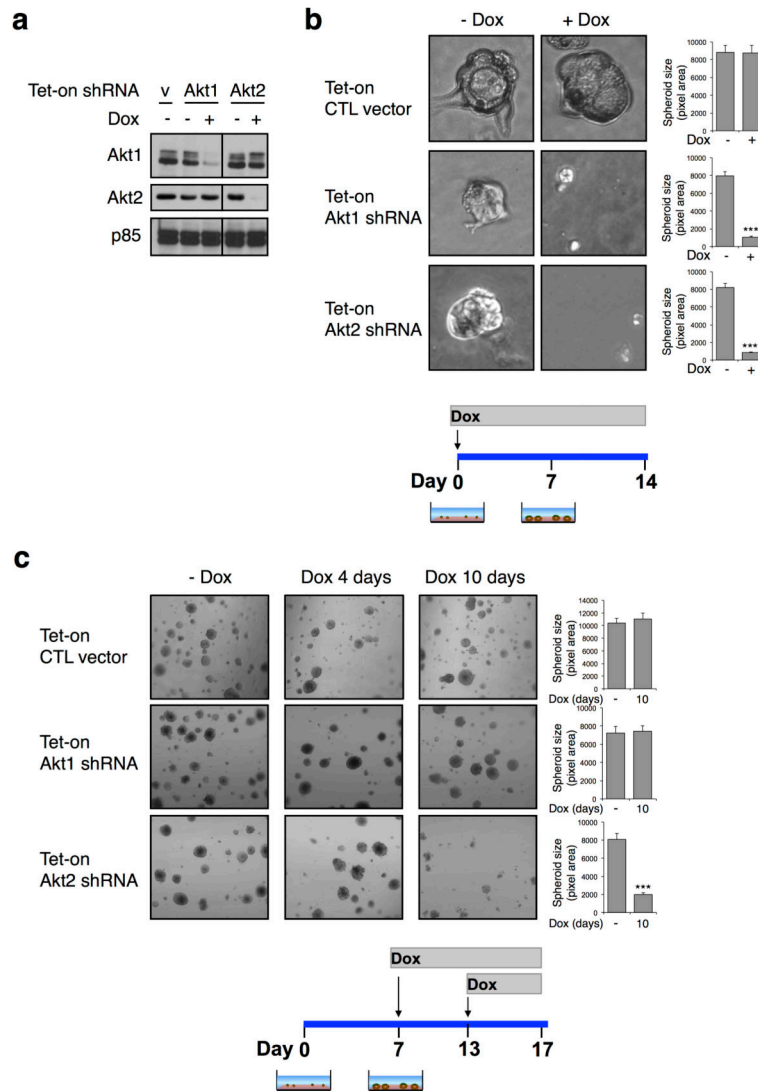 a
Tet-on shRNA v Akt1 Akt2
Dox - - + - +
Akt1
Akt2
p85
b
- Dox + Dox
Tet-on
CTL vector
Spheroid size
(pixel area)
10000
8000
6000
4000
2000
0
Dox - +
Tet-on
Akt1 shRNA
Spheroid size
(pixel area)
10000
8000
6000
4000
2000
0
***
Dox - +
Tet-on
Akt2 shRNA
Spheroid size
(pixel area)
10000
8000
6000
4000
2000
0
***
Dox - +
Dox
Day 0 7 14
c
- Dox Dox 4 days Dox 10 days
Tet-on
CTL vector
Spheroid size
(pixel area)
14000
12000
10000
8000
6000
4000
2000
0
Dox (days) - 10
Tet-on
Akt1 shRNA
Spheroid size
(pixel area)
10000
8000
6000
4000
2000
0
Dox (days) - 10
Tet-on
Akt2 shRNA
Spheroid size
(pixel area)
10000
8000
6000
4000
2000
0
***
Dox (days) - 10
Dox
Dox
Day 0 7 13 17